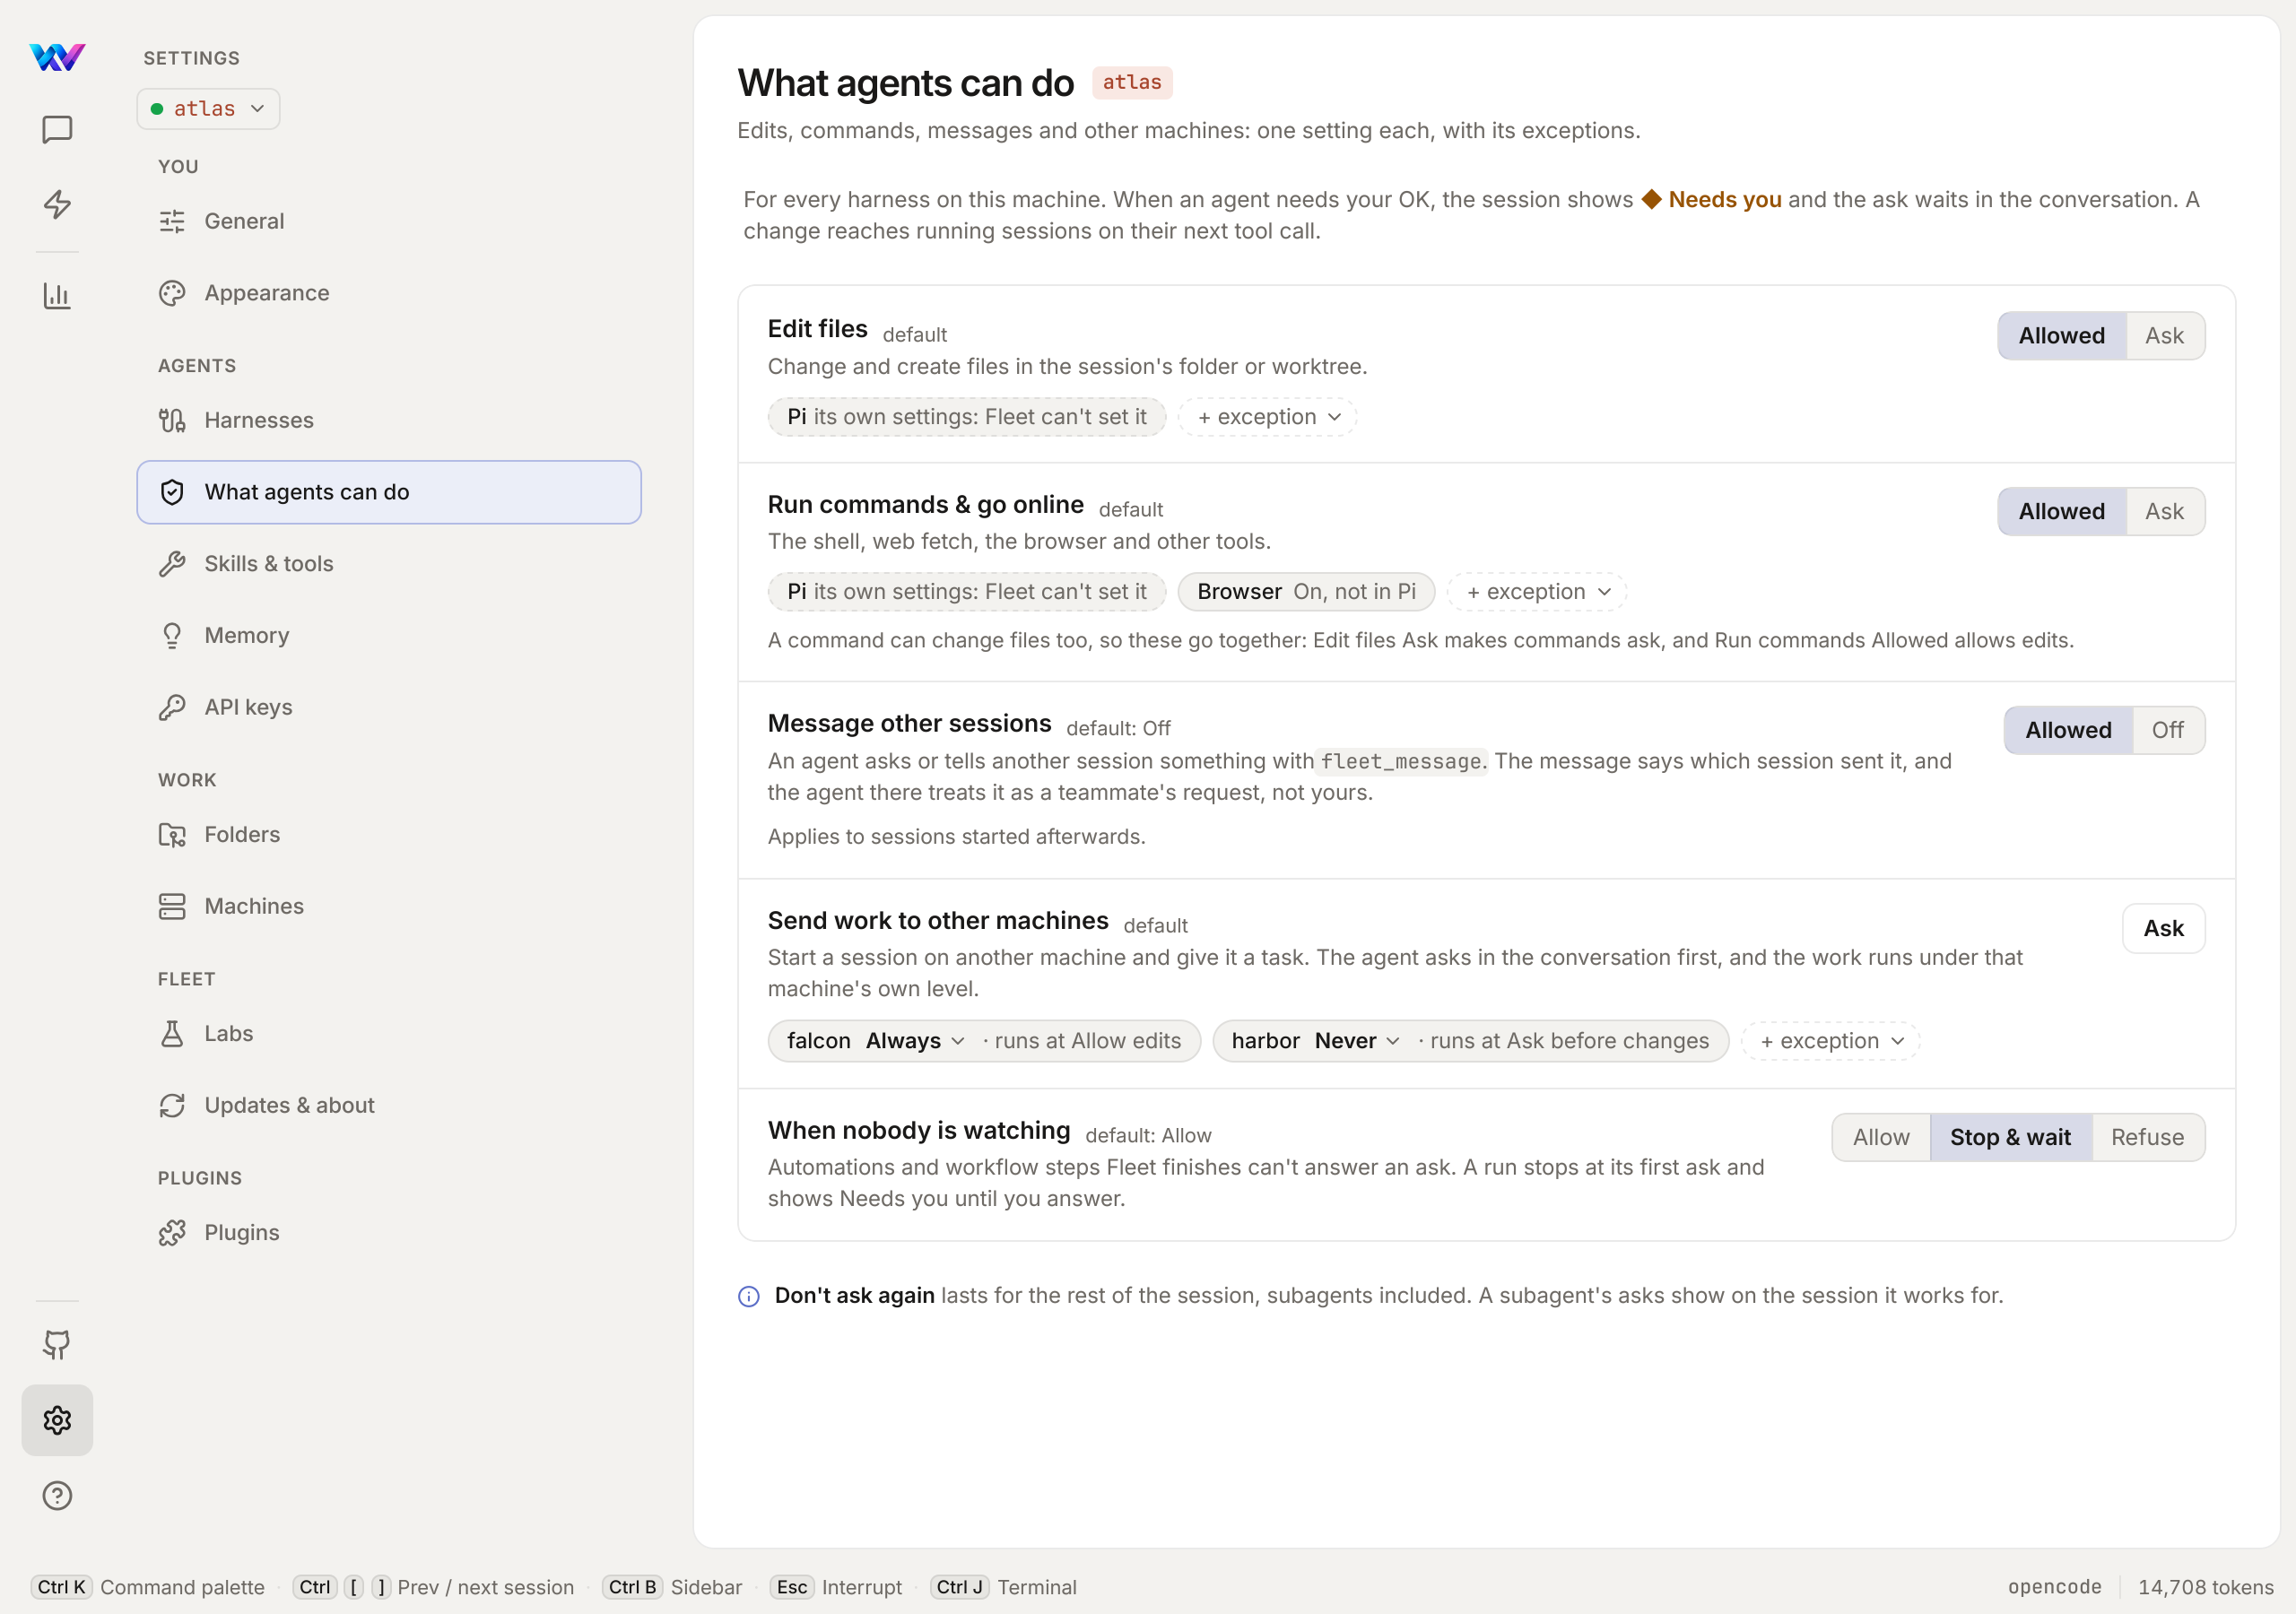 SETTINGS
atlas
YOU
General
Appearance
AGENTS
Harnesses
What agents can do
Skills & tools
Memory
API keys
WORK
Folders
Machines
FLEET
Labs
Updates & about
PLUGINS
Plugins
What agents can do atlas
Edits, commands, messages and other machines: one setting each, with its exceptions.
For every harness on this machine. When an agent needs your OK, the session shows ◆ Needs you and the ask waits in the conversation. A
change reaches running sessions on their next tool call.
Edit files default
Allowed Ask
Change and create files in the session's folder or worktree.
Pi its own settings: Fleet can't set it + exception
Run commands & go online default
Allowed Ask
The shell, web fetch, the browser and other tools.
Pi its own settings: Fleet can't set it Browser On, not in Pi + exception
A command can change files too, so these go together: Edit files Ask makes commands ask, and Run commands Allowed allows edits.
Message other sessions default: Off
Allowed Off
An agent asks or tells another session something with fleet_message. The message says which session sent it, and
the agent there treats it as a teammate's request, not yours.
Applies to sessions started afterwards.
Send work to other machines default
Ask
Start a session on another machine and give it a task. The agent asks in the conversation first, and the work runs under that
machine's own level.
falcon Always · runs at Allow edits harbor Never · runs at Ask before changes + exception
When nobody is watching default: Allow
Allow Stop & wait Refuse
Automations and workflow steps Fleet finishes can't answer an ask. A run stops at its first ask and
shows Needs you until you answer.
Don't ask again lasts for the rest of the session, subagents included. A subagent's asks show on the session it works for.
Ctrl K Command palette · Ctrl [ ] Prev / next session · Ctrl B Sidebar · Esc Interrupt · Ctrl J Terminal
opencode 14,708 tokens